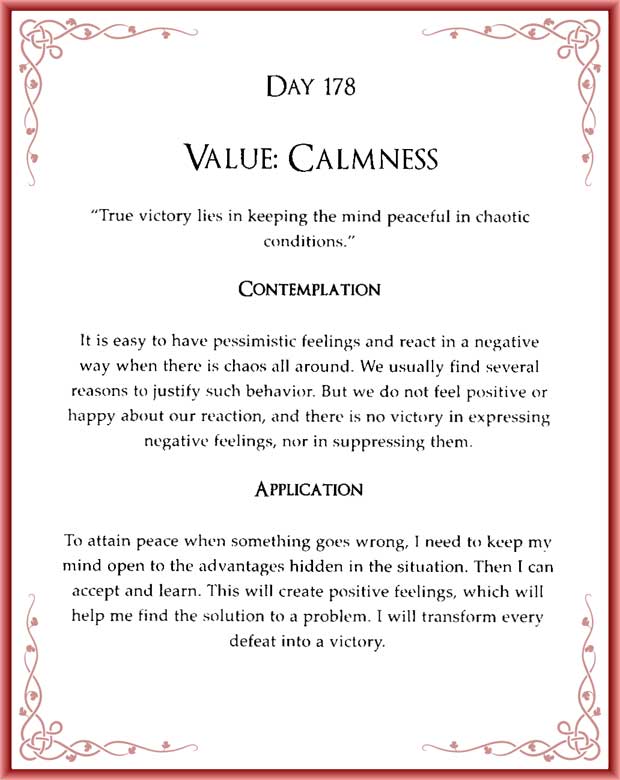 DAY 178
VALUE: CALMNESS
“True victory lies in keeping the mind peaceful in chaotic
conditions.”
CONTEMPLATION
It is easy to have pessimistic feelings and react in a negative
way when there is chaos all around. We usually find several
reasons to justify such behavior. But we do not feel positive or
happy about our reaction, and there is no victory in expressing
negative feelings, nor in suppressing them.
APPLICATION
To attain peace when something goes wrong, I need to keep my
mind open to the advantages hidden in the situation. Then I can
accept and learn. This will create positive feelings, which will
help me find the solution to a problem. I will transform every
defeat into a victory.